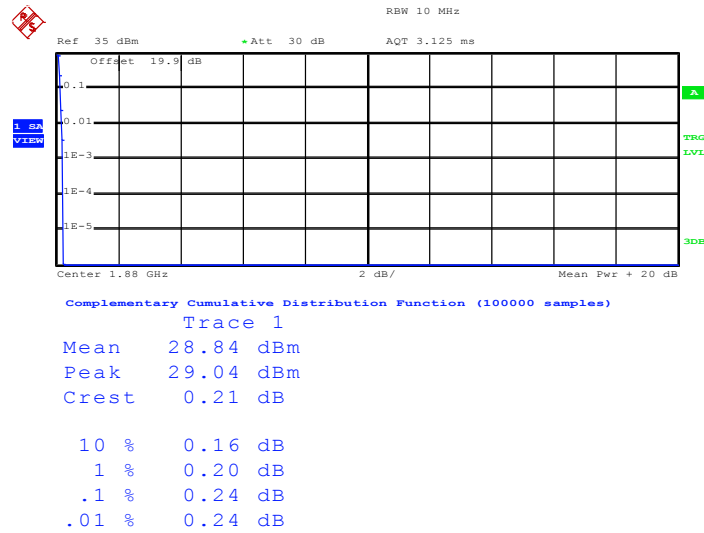 RBW 10 MHz
Ref 35 dBm *Att 30 dB AQT 3.125 ms
Offset 19.9 dB
0.1
A
0.01
1 SA
VIEW
TRG
LVL
1E-3
1E-4
1E-5
3DB
Center 1.88 GHz 2 dB/ Mean Pwr + 20 dB
Complementary Cumulative Distribution Function (100000 samples)
Trace 1
Mean 28.84 dBm
Peak 29.04 dBm
Crest 0.21 dB
10 % 0.16 dB
1 % 0.20 dB
.1 % 0.24 dB
.01 % 0.24 dB